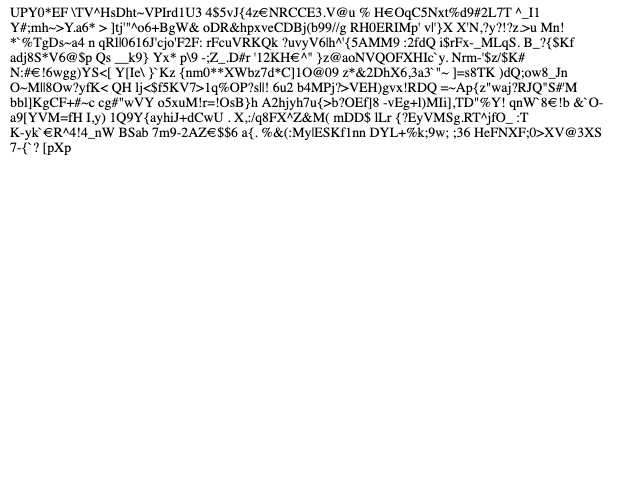 UPY0*EF \TV^HsDht~VPIrd1U3 4$5vJ{4z€NRCCE3.V@u % H€OqC5Nxt%d9#2L7T ^_I1
Y#;mh~>Y.a6* > ]tj'"^o6+BgW& oDR&hpxveCDBj(b99//g RH0ERIMp' v|'}X X'N,?y?!?z.>u Mn!
*`%TgDs~a4 n qRll0616J'cjo'F2F: rFcuVRKQk ?uvyV6|h^'{5AMM9 :2fdQ i$rFx-_MLqS. B_?{$Kf
adj8S*V6@$p Qs __k9} Yx* p\9 -;Z_.D#r '12KH€^" }z@aoNVQOFXHIc`y. Nrm-'$z/$K#
N:#€!6wgg)YS<[ Y[Ie\ }`Kz {nm0**XWbz7d*C]1O@09 z*&2DhX6,3a3`"~ ]=s8TK )dQ;ow8_Jn
O~M||8Ow?yfK< QH lj<$f5KV7>1q%OP?s||! 6u2 b4MPj?>VEH)gvx!RDQ =~Ap{z"waj?RJQ"S#'M
bbl]KgCF+#~c cg#"wVY o5xuM!r=!OsB}h A2hjyh7u{>b?OEf]8 -vEg+l)MIi],TD"%Y! qnW`8€!b &`O-
a9[YVM=fH I,y) 1Q9Y{ayhiJ+dCwU . X,:/q8FX^Z&M( mDD$ lLr {?EyVMSg.RT^jfO_ :T
K-yk`€R^4!4_nW BSab 7m9-2AZ€$$6 a{. %&(:My|ESKf1nn DYL+%k;9w; ;36 HeFNXF;0>XV@3XS
7-{`? [pXp